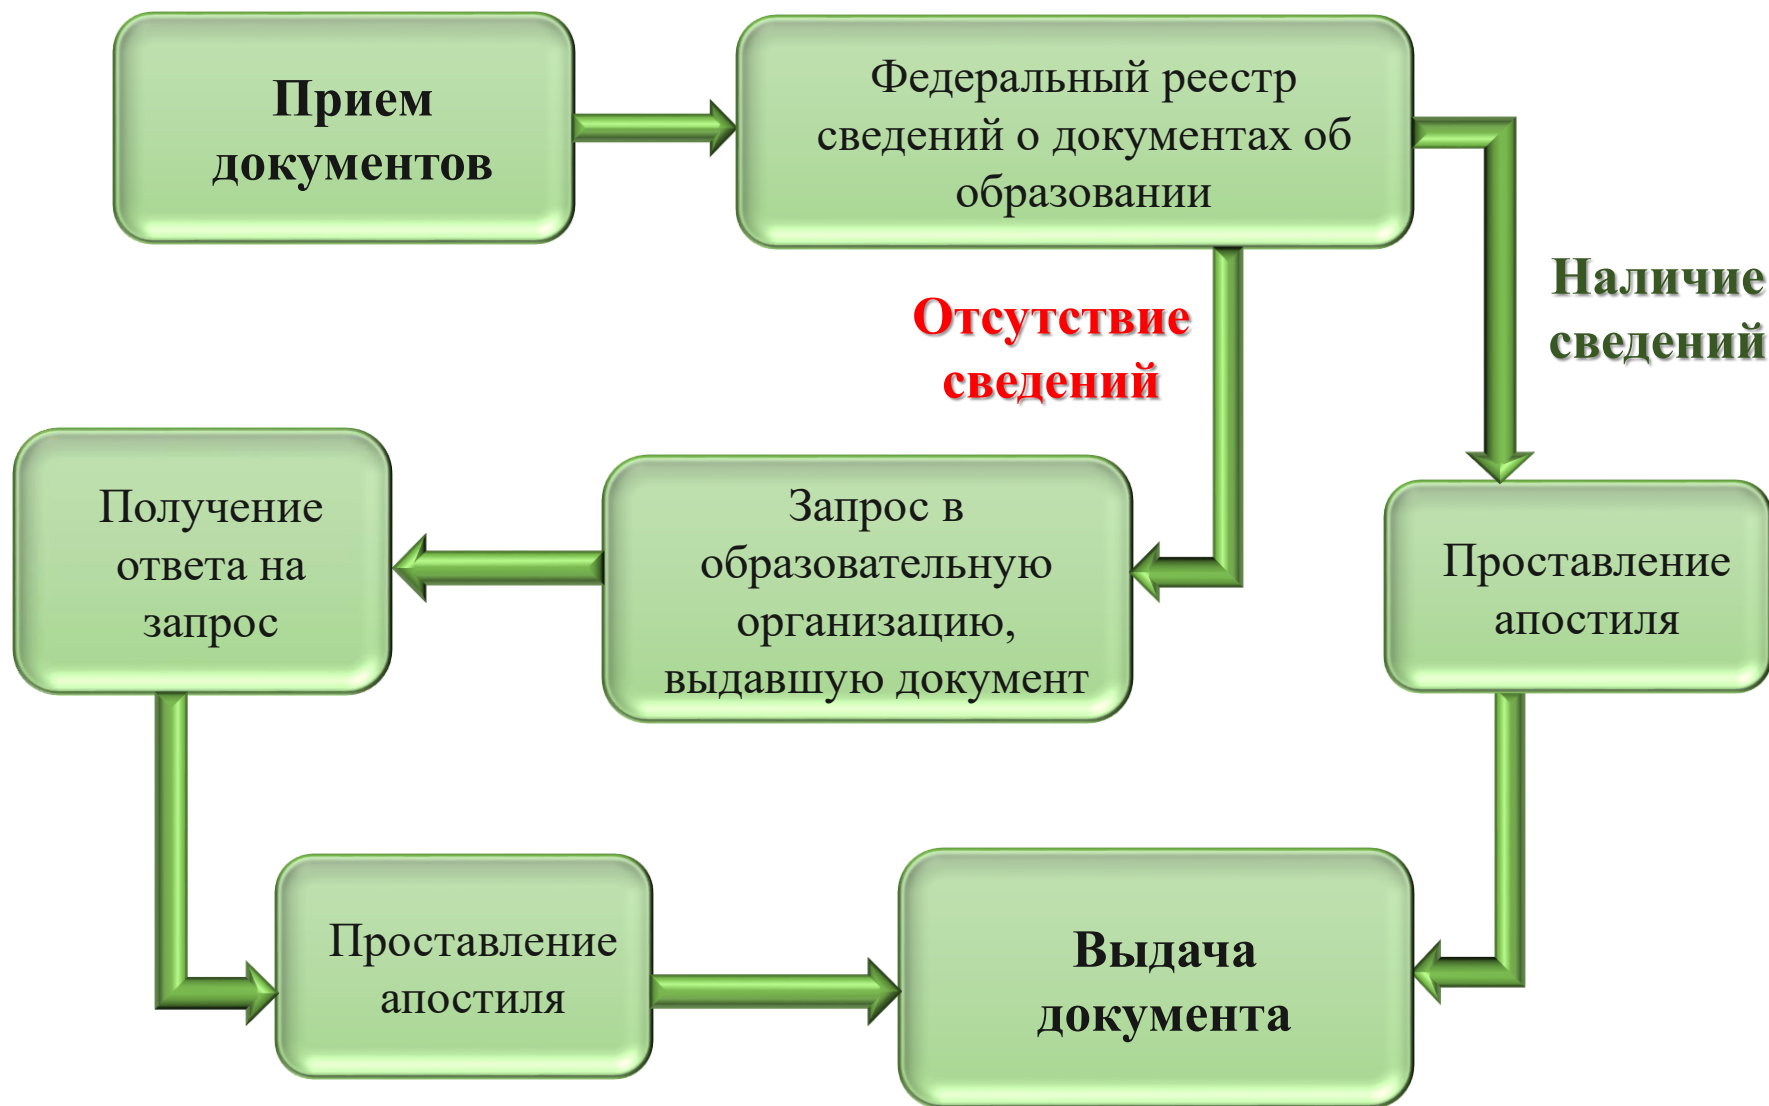 Прием
документов
Федеральный реестр
сведений о документах об
образовании
Отсутствие
сведений
Наличие
сведений
Получение
ответа на
запрос
Запрос в
образовательную
организацию,
выдавшую документ
Проставление
апостиля
Проставление
апостиля
Выдача
документа